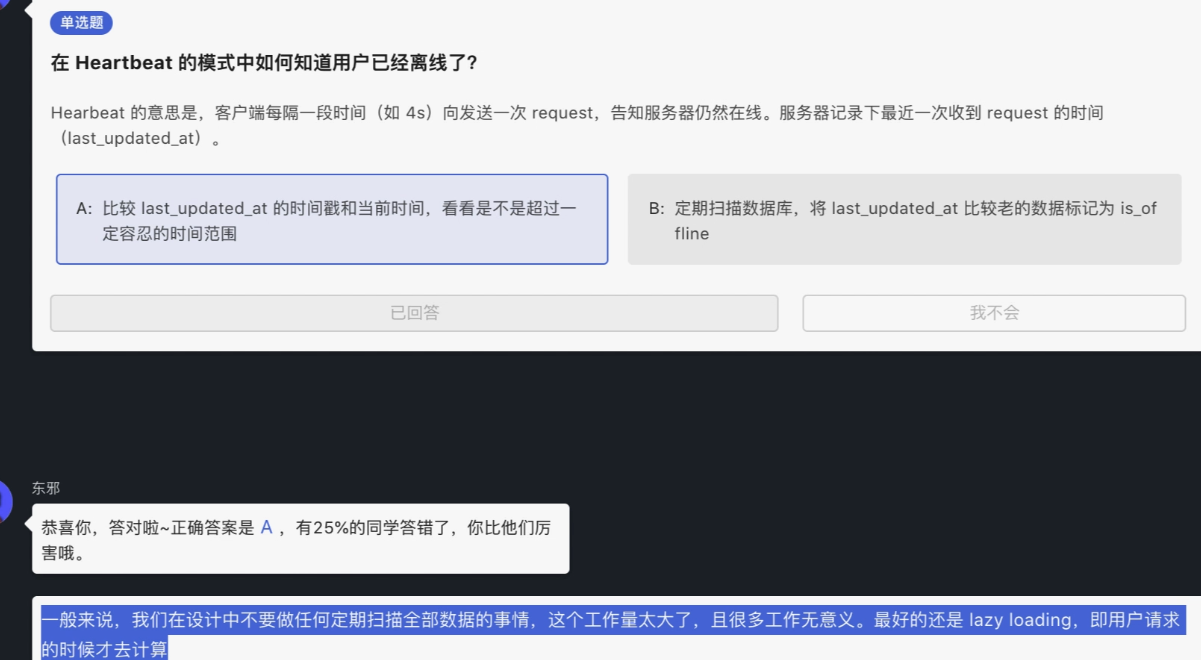 单选题
在 Heartbeat 的模式中如何知道用户已经离线了?
Hearbeat 的意思是，客户端每隔一段时间（如 4s）向发送一次 request，告知服务器仍然在线。服务器记录下最近一次收到 request 的时间
（last_updated_at）。
A: 比较 last_updated_at 的时间戳和当前时间，看看是不是超过一
定容忍的时间范围
B: 定期扫描数据库，将 last_updated_at 比较老的数据标记为 is_of
fline
已回答
我不会
东邪
恭喜你，答对啦~正确答案是 A ，有25%的同学答错了，你比他们厉
害哦。
一般来说，我们在设计中不要做任何定期扫描全部数据的事情，这个工作量太大了，且很多工作无意义。最好的还是 lazy loading，即用户请求
的时候才去计算